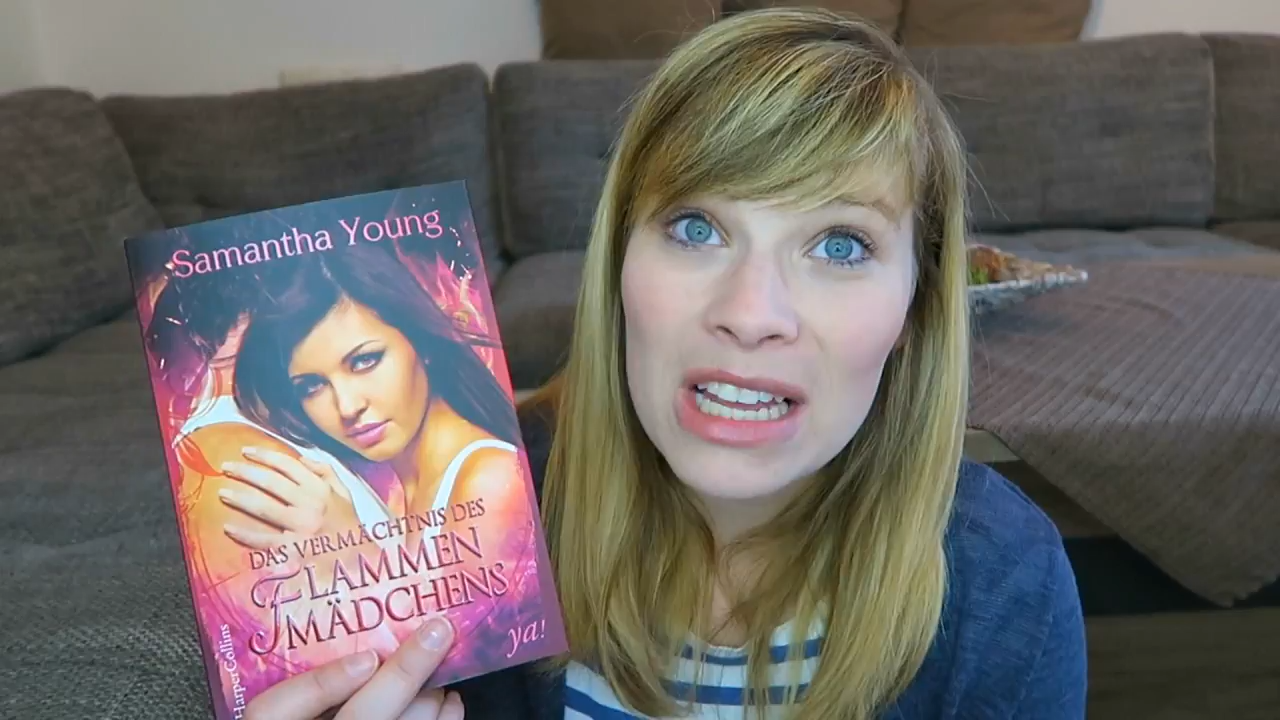 Samantha Young
DAS VERMÄCHTNIS DES
FLAMMEN
MÄDCHENS
ya!
HarperCollins